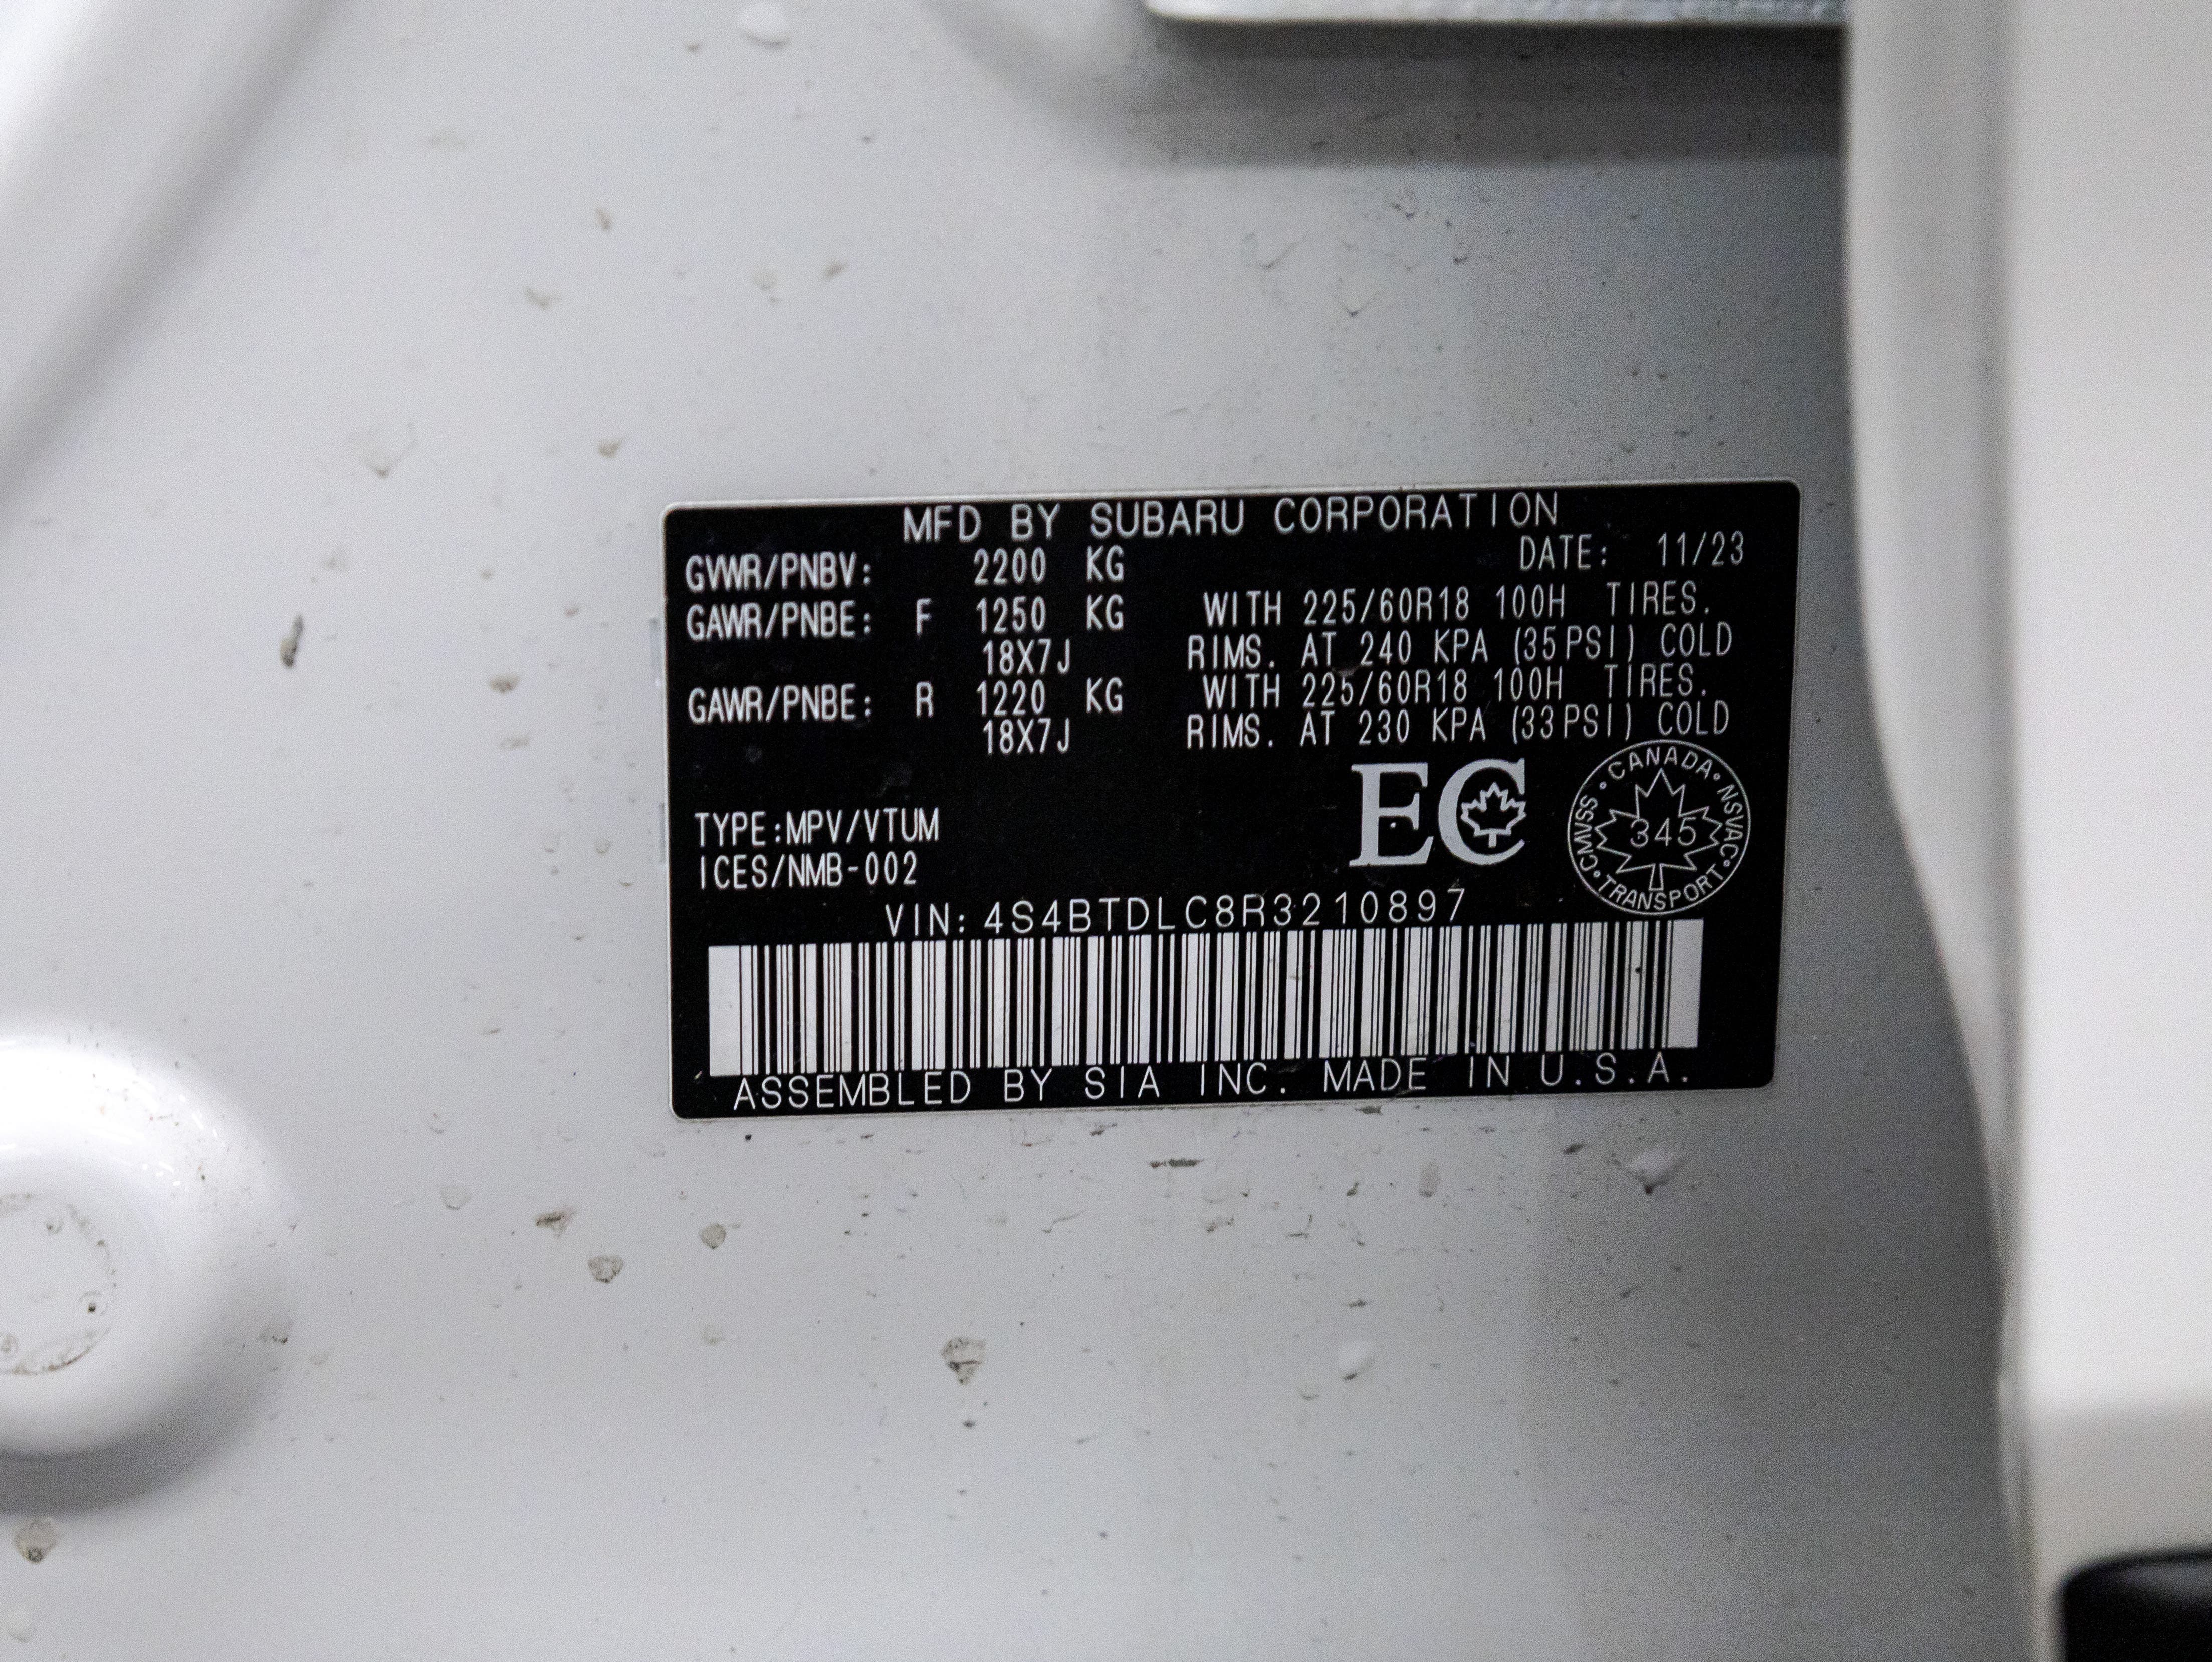 MFD BY SUBARU CORPORATION
DATE: 11/23
GVWR/PNBV: 2200 KG
GAWR/PNBE: F 1250 KG WITH 225/60R18 100H TIRES.
18X7J RIMS. AT 240 KPA (35PSI) COLD
GAWR/PNBE: R 1220 KG WITH 225/60R18 100H TIRES.
18X7J RIMS. AT 230 KPA (33PSI) COLD
EC
CANADA • NSVAC • TRANSPORT • CMVSS •
345
TYPE:MPV/VTUM
ICES/NMB-002
VIN: 4S4BTDLC8R3210897
ASSEMBLED BY SIA INC. MADE IN U.S.A.